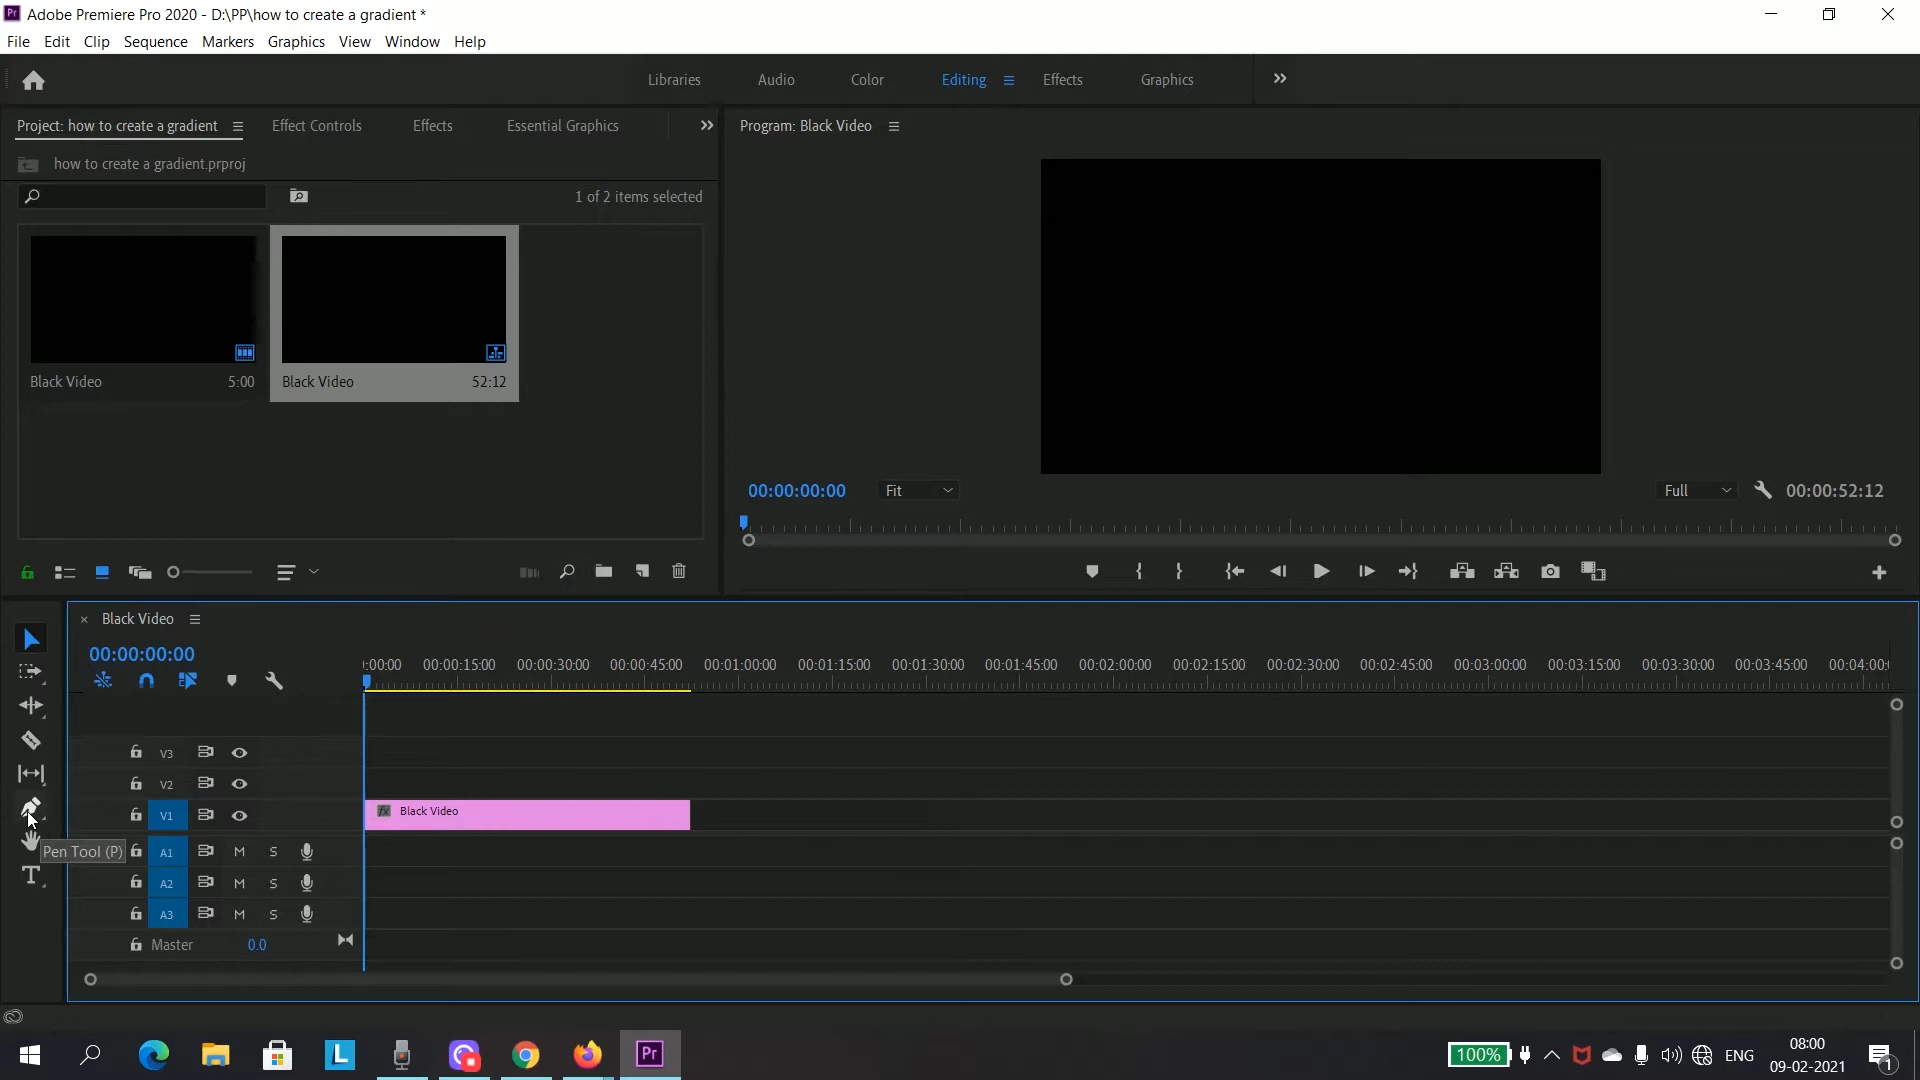 Pr Adobe Premiere Pro 2020 - D:\PP\how to create a gradient *
File Edit Clip Sequence Markers Graphics View Window Help
Libraries Audio Color Editing Effects Graphics
Project: how to create a gradient Effect Controls Effects Essential Graphics
Program: Black Video
how to create a gradient.prproj
1 of 2 items selected
Black Video 5:00
Black Video 52:12
00:00:00:00 Fit Full 00:00:52:12
Black Video
00:00:00:00
:00:00 00:00:15:00 00:00:30:00 00:00:45:00 00:01:00:00 00:01:15:00 00:01:30:00 00:01:45:00 00:02:00:00 00:02:15:00 00:02:30:00 00:02:45:00 00:03:00:00 00:03:15:00 00:03:30:00 00:03:45:00 00:04:00:0
V3
V2
V1
fx Black Video
Pen Tool (P)
A1 M S
A2 M S
A3 M S
Master 0.0
L Pr
100% ENG
08:00
09-02-2021
1